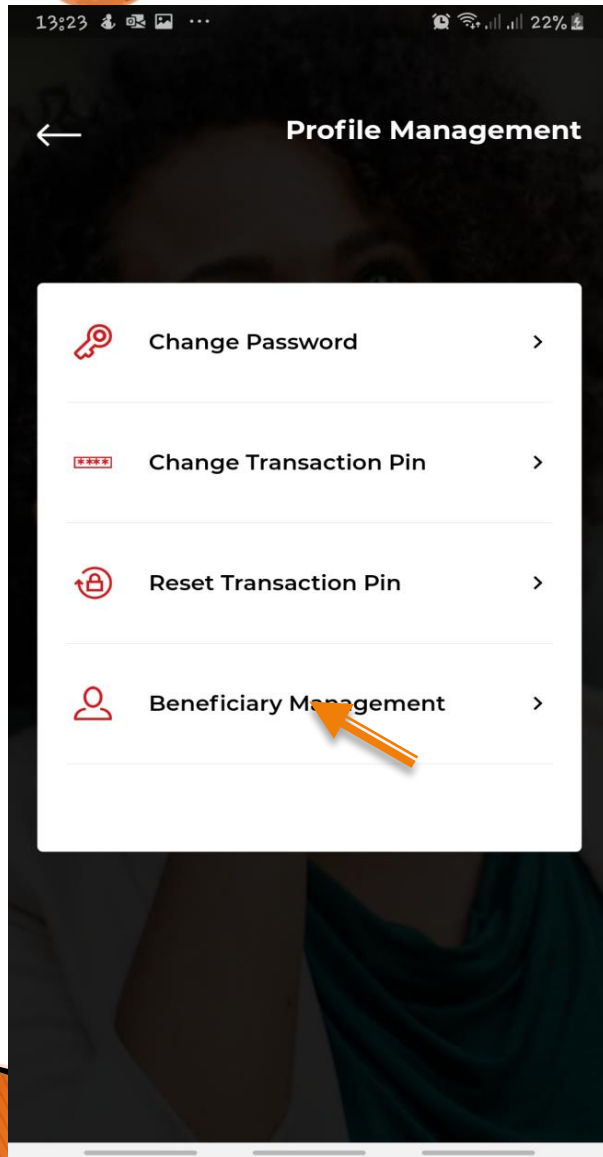 13:23 ... 22%
Profile Management
Change Password
****
Change Transaction Pin
Reset Transaction Pin
Beneficiary Management